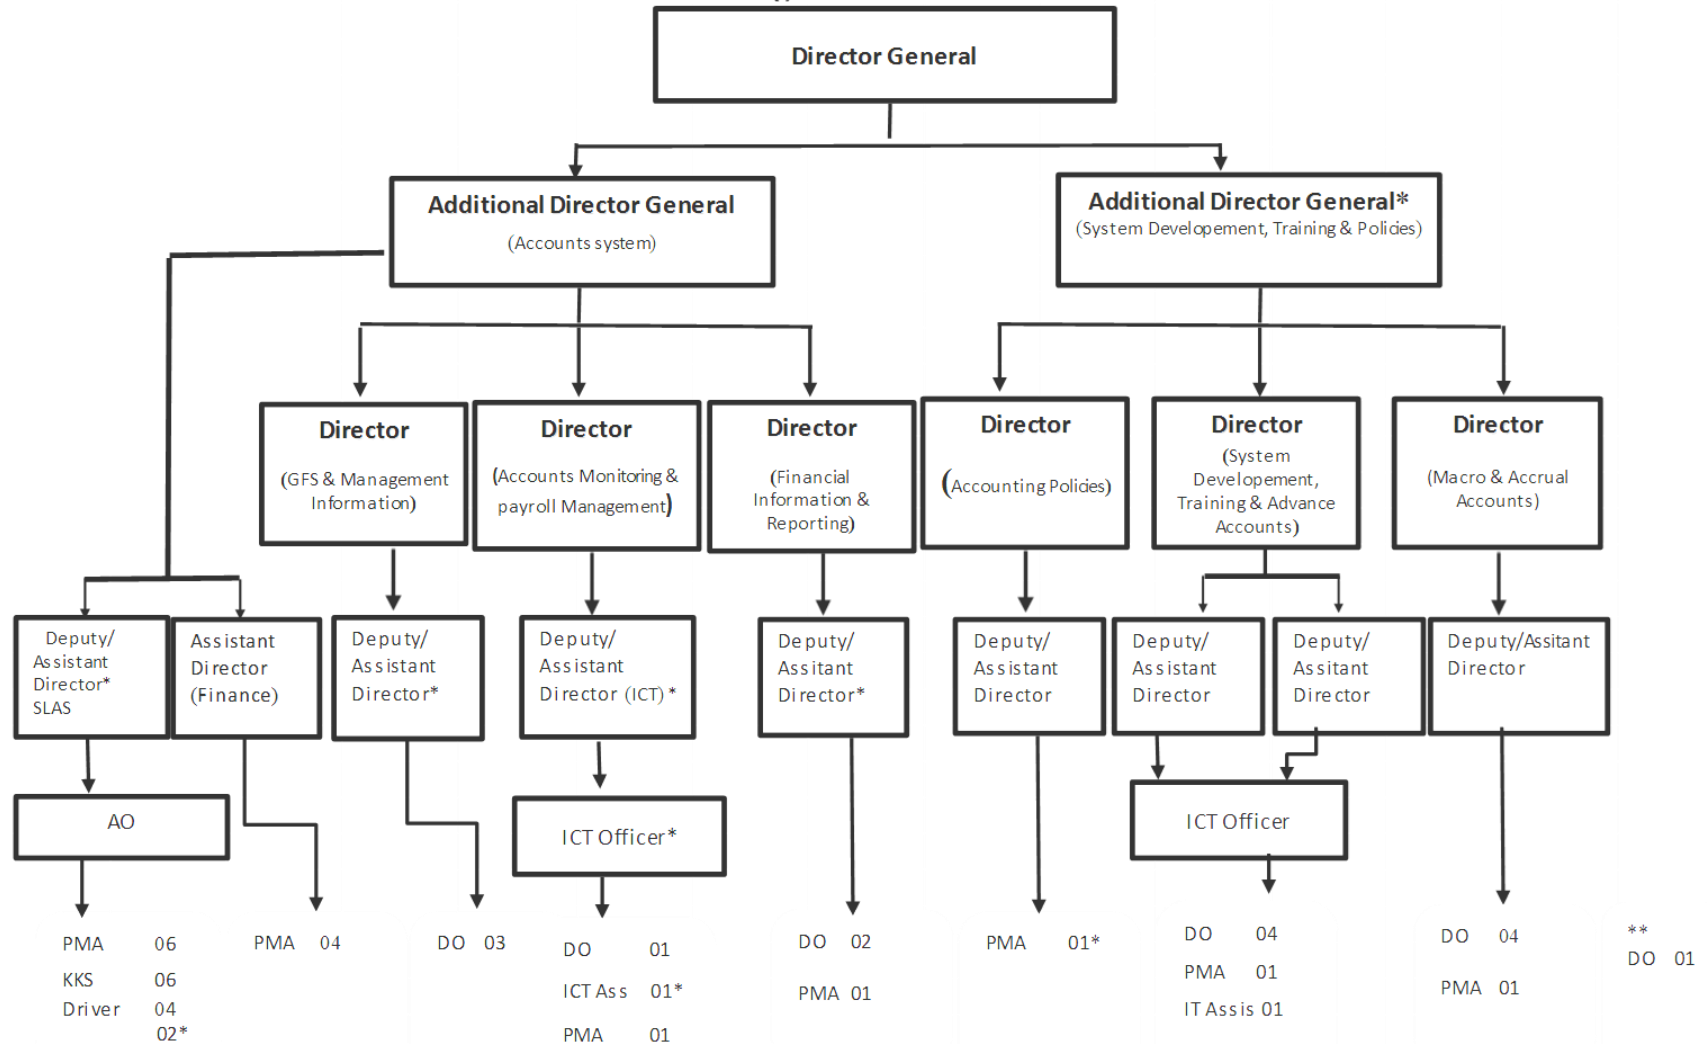 Director General
Additional Director General
(Accounts system)
Additional Director General*
(System Developement, Training & Policies)
Director
(GFS & Management
Information)
Director
(Accounts Monitoring &
payroll Management)
Director
(Financial
Information &
Reporting)
Director
(Accounting Policies)
Director
(System
Developement,
Training & Advance
Accounts)
Director
(Macro & Accrual
Accounts)
Deputy/
Assistant
Director*
SLAS
Assistant
Director
(Finance)
Deputy/
Assistant
Director*
Deputy/
Assistant
Director (ICT) *
Deputy/
Assitant
Director*
Deputy/
Assistant
Director
Deputy/
Assistant
Director
Deputy/
Assitant
Director
Deputy/Assitant
Director
AO
ICT Officer*
ICT Officer
PMA 06
KKS 06
Driver 04
02*
PMA 04
DO 03
DO 01
ICT Ass 01*
PMA 01
DO 02
PMA 01
PMA 01*
DO 04
PMA 01
IT Assis 01
DO 04
PMA 01
**
DO 01